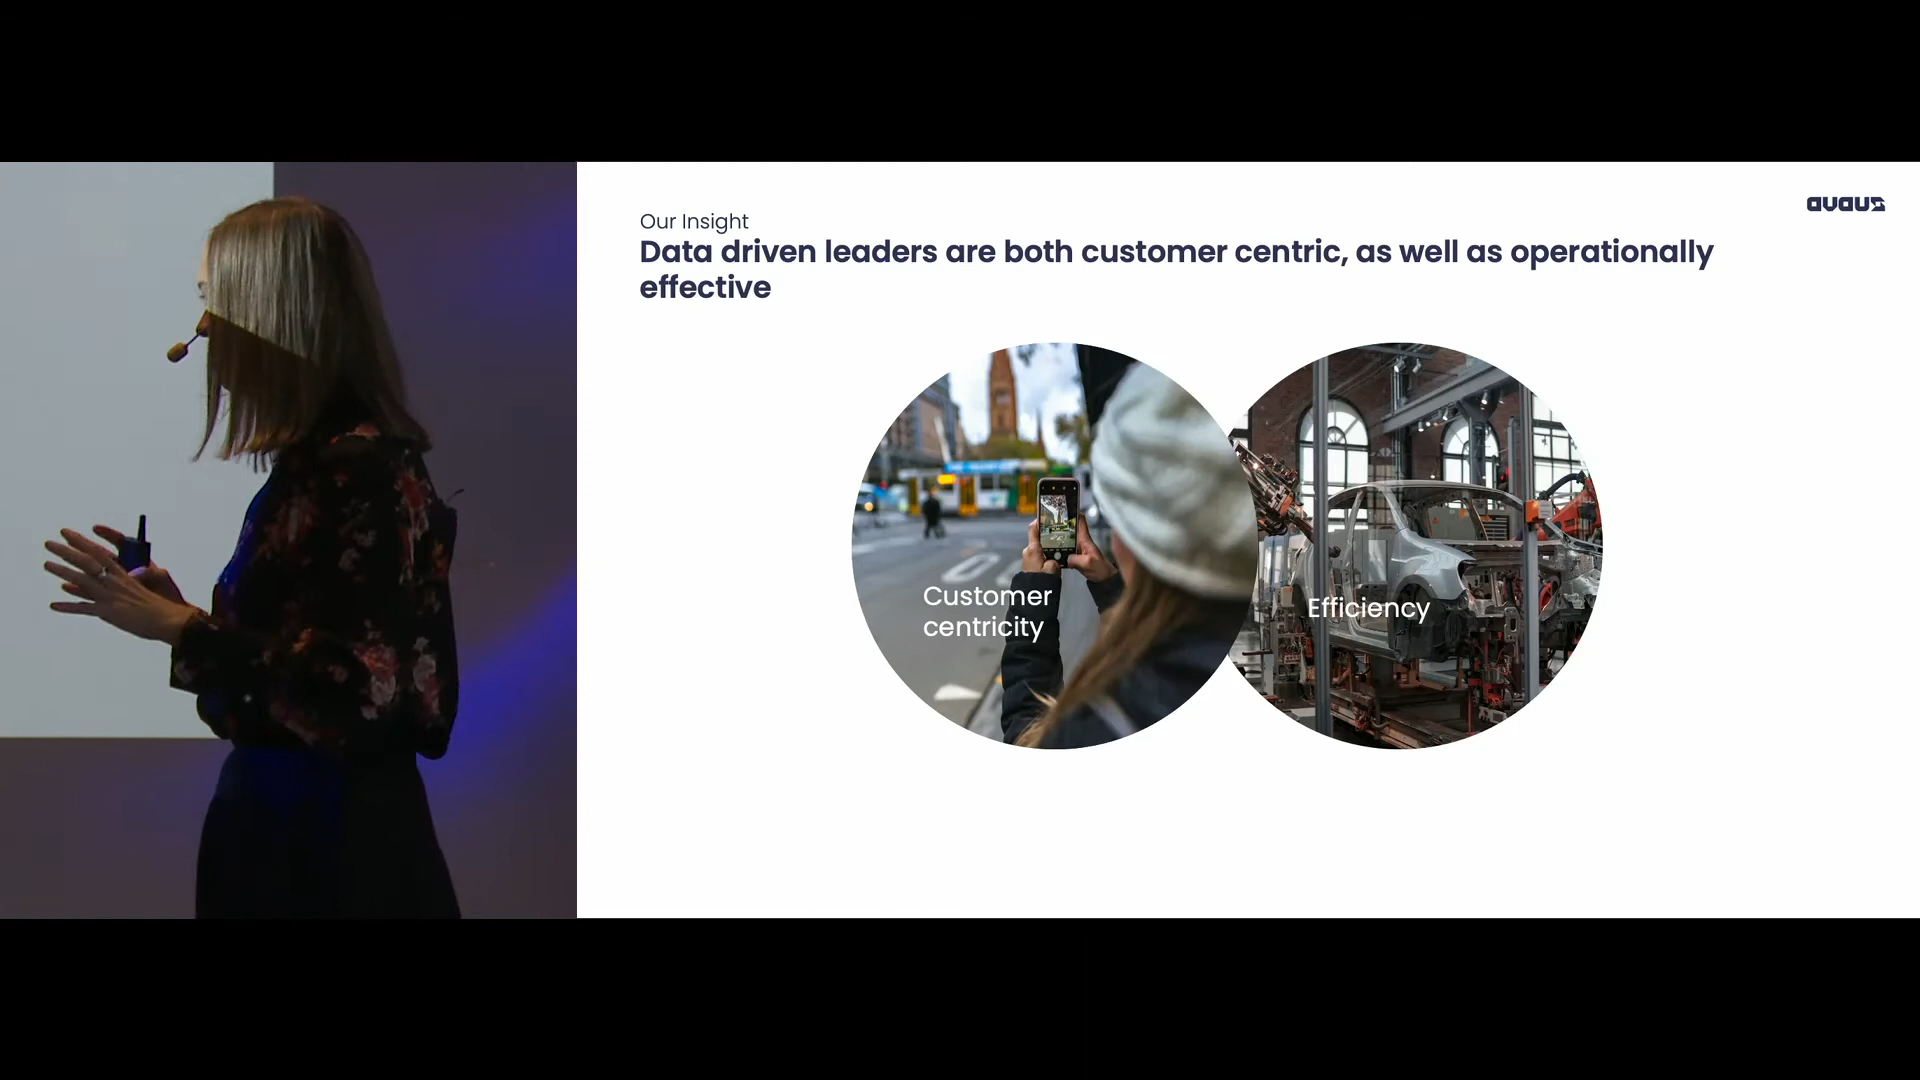 avaus
Our Insight
Data driven leaders are both customer centric, as well as operationally
effective
Customer
centricity
Efficiency